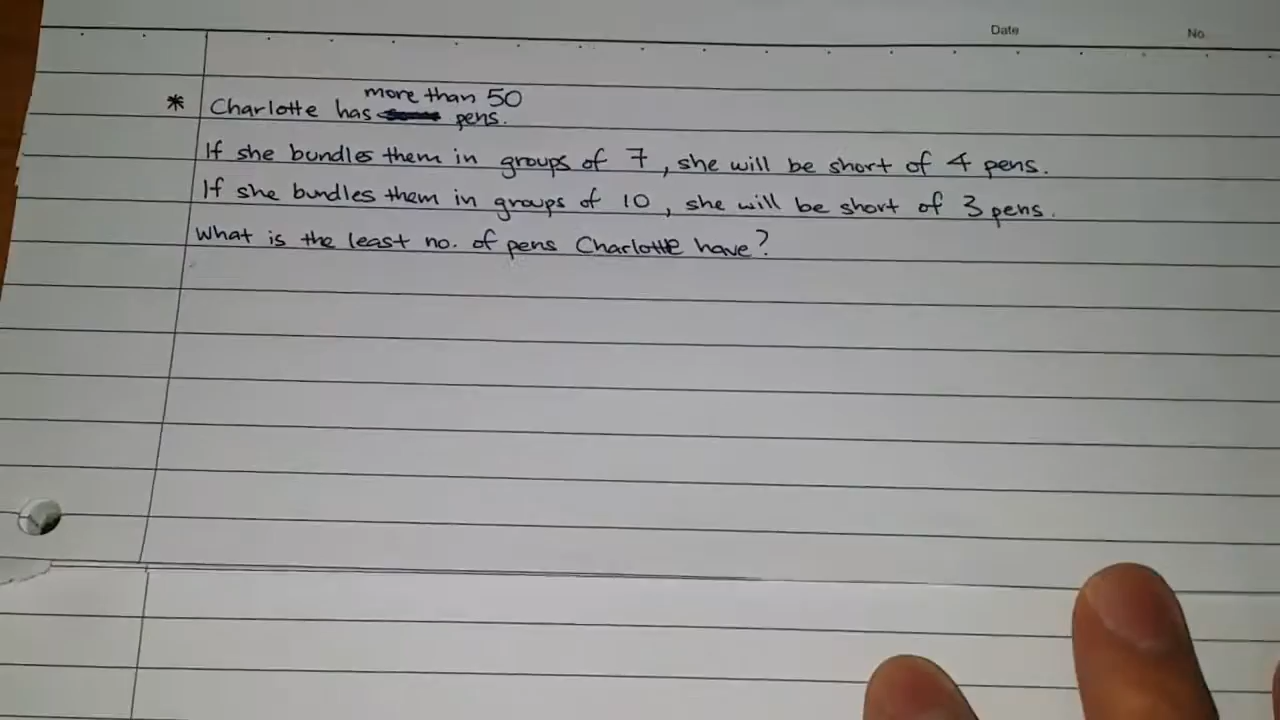 Date No
* Charlotte has more than 50 pens.
If she bundles them in groups of 7, she will be short of 4 pens.
If she bundles them in groups of 10, she will be short of 3 pens.
What is the least no. of pens Charlotte have?